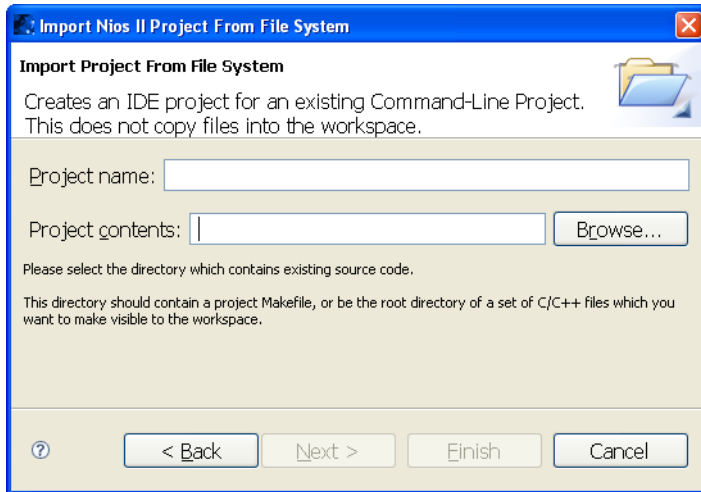 Import Nios II Project From File System
Import Project From File System
Creates an IDE project for an existing Command-Line Project.
This does not copy files into the workspace.
Project name:
Project contents:
Browse...
Please select the directory which contains existing source code.
This directory should contain a project Makefile, or be the root directory of a set of C/C++ files which you
want to make visible to the workspace.
?
< Back
Next >
Finish
Cancel